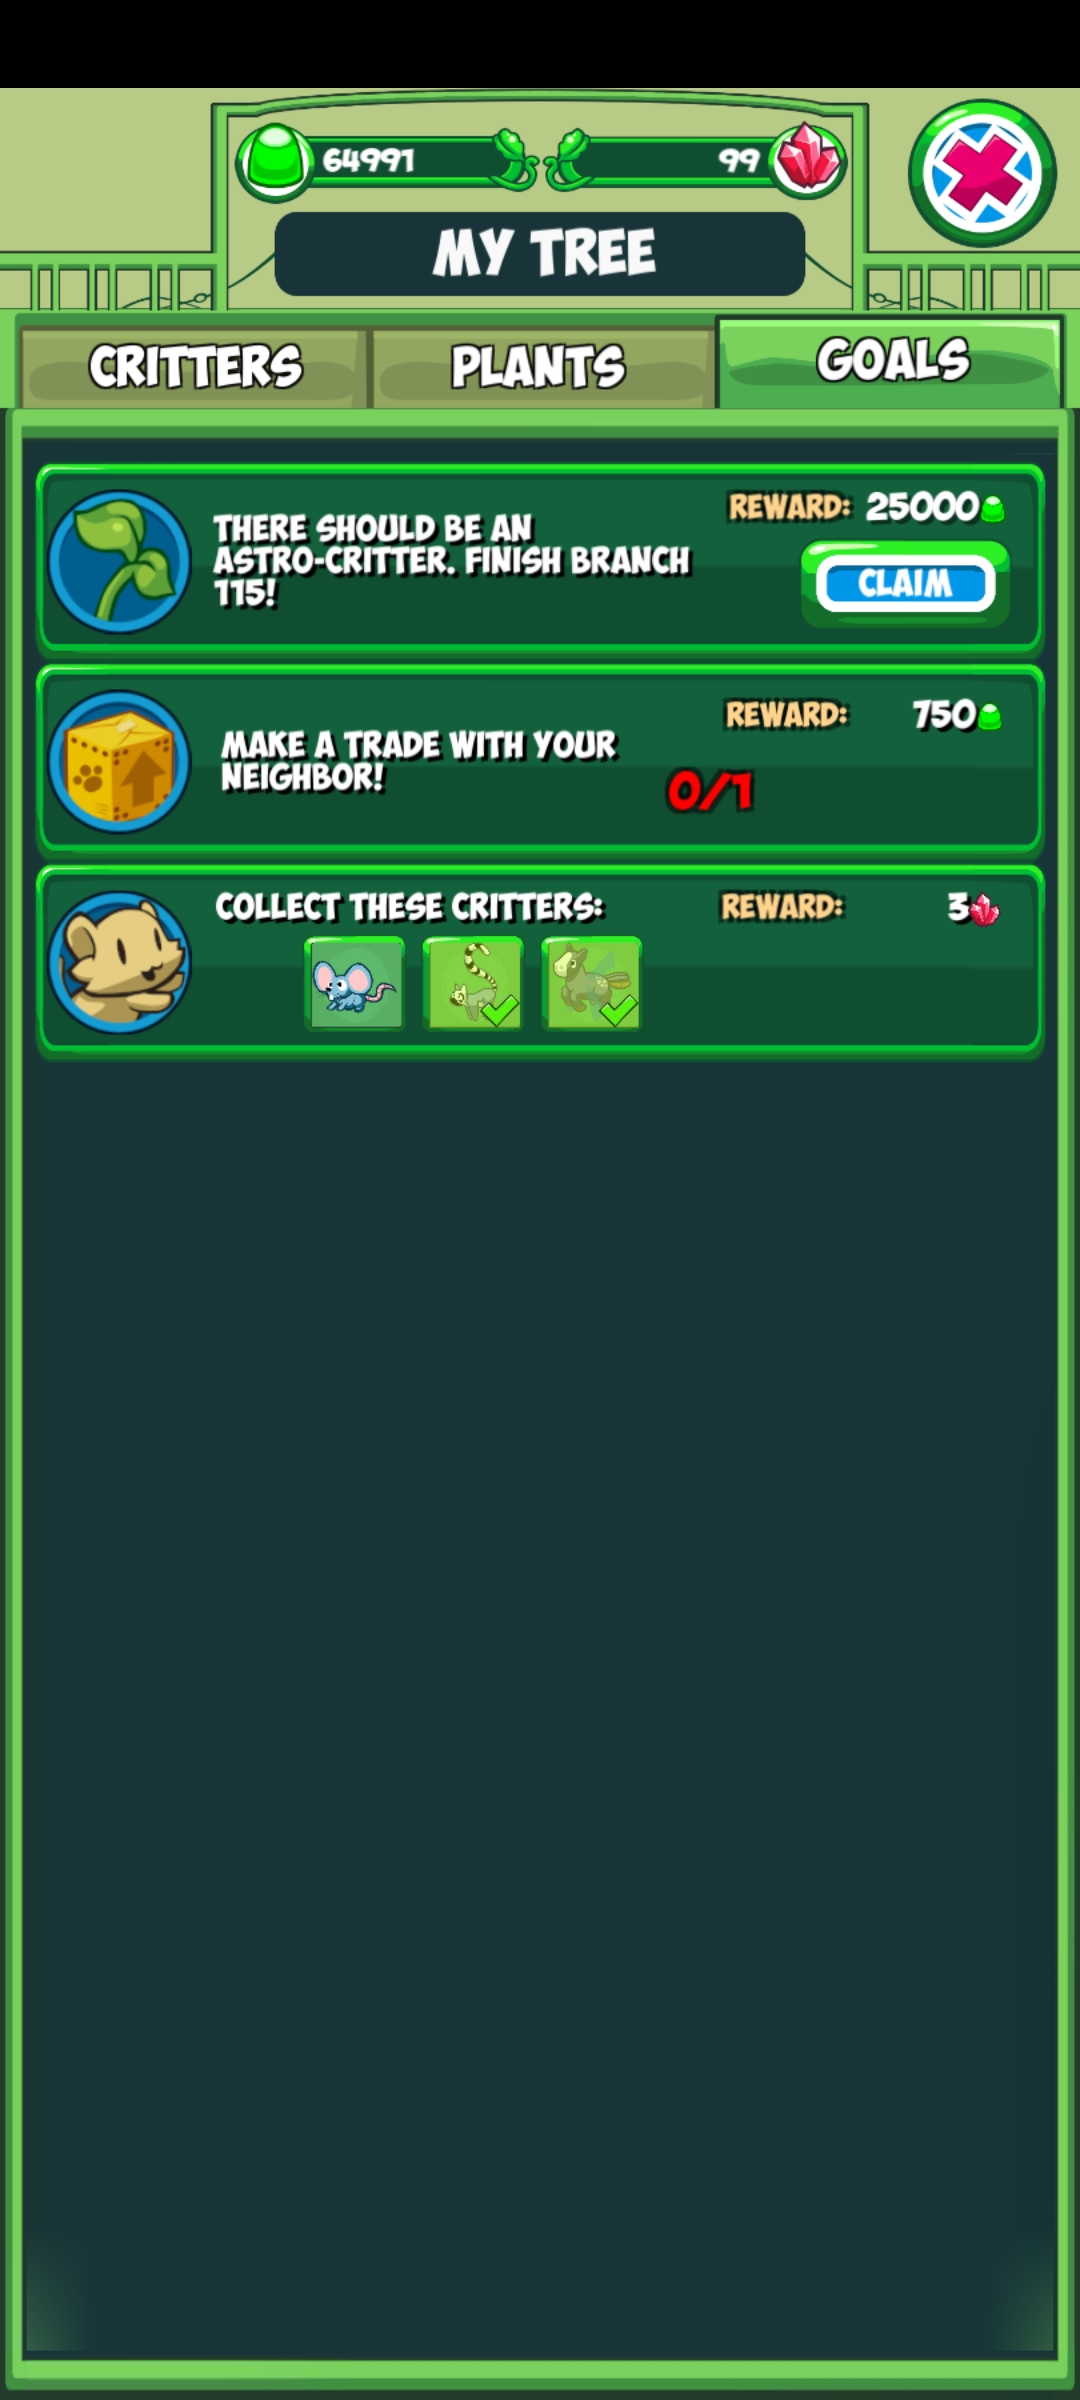 64991
99
MY TREE
CRITTERS
PLANTS
GOALS
THERE SHOULD BE AN
ASTRO-CRITTER. FINISH BRANCH
115!
REWARD: 25000
CLAIM
MAKE A TRADE WITH YOUR
NEIGHBOR!
REWARD: 750
0/1
COLLECT THESE CRITTERS:
REWARD: 3